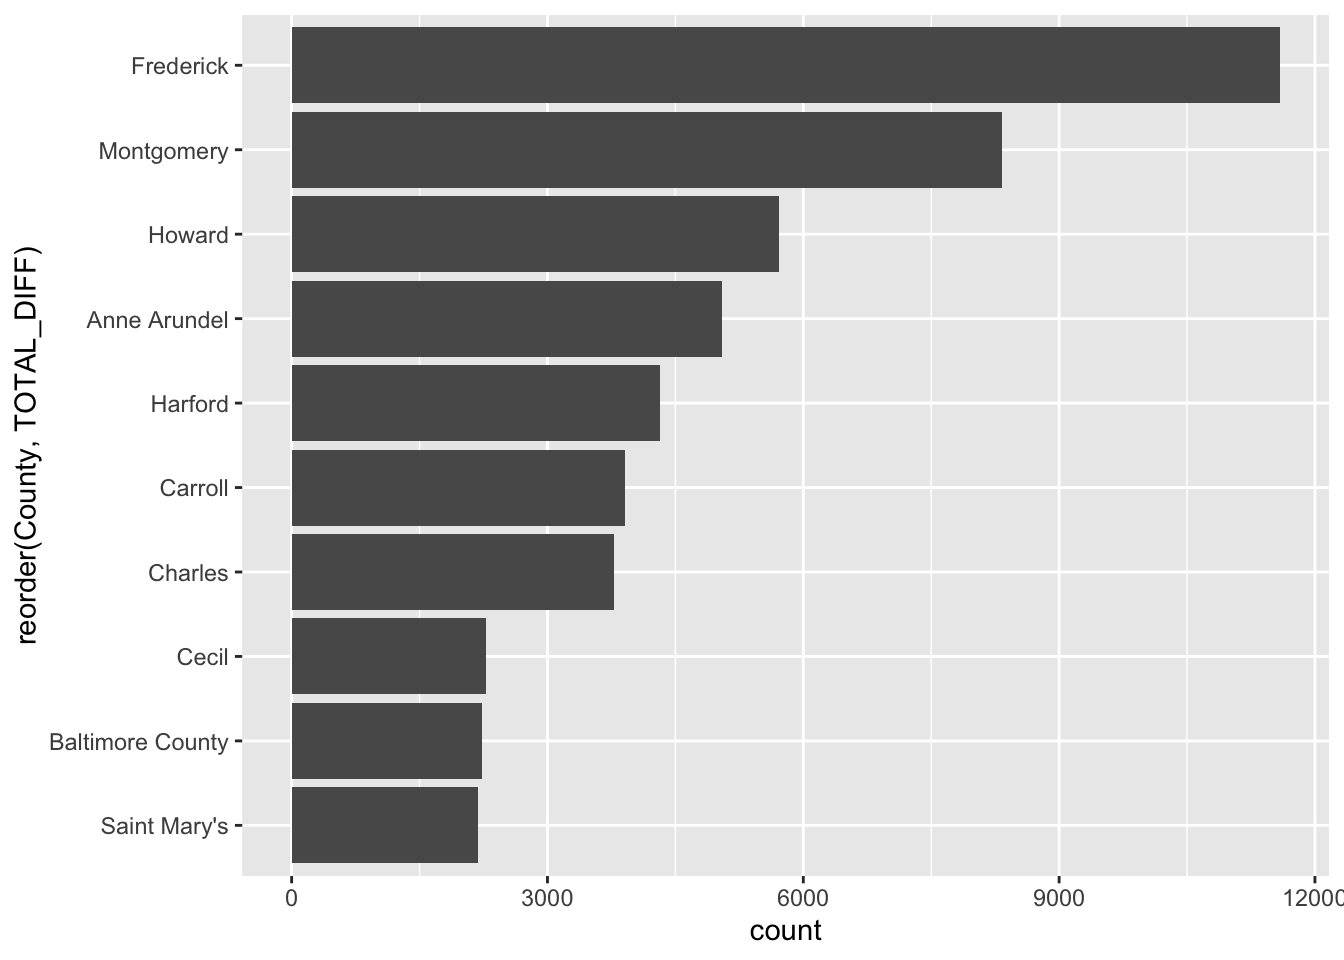 reorder(County, TOTAL_DIFF)
Frederick
Montgomery
Howard
Anne Arundel
Harford
Carroll
Charles
Cecil
Baltimore County
Saint Mary's
0 3000 6000 9000 12000
count